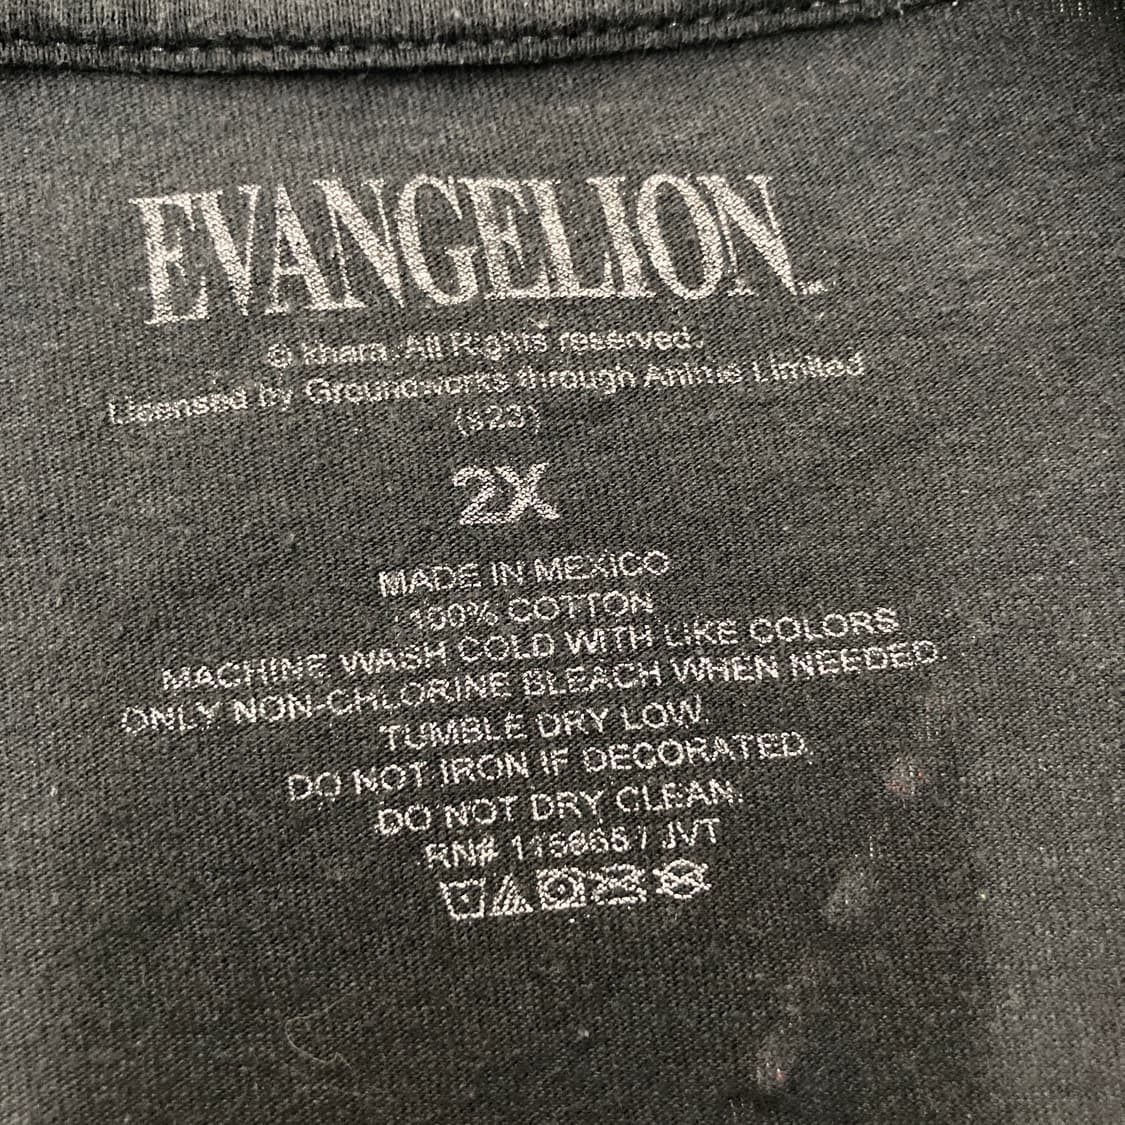 EVANGELION
© khara. All Rights reserved.
Licensed by Groundworks through Anime Limited
(s23)
2X
MADE IN MEXICO
100% COTTON
MACHINE WASH COLD WITH LIKE COLORS
ONLY NON-CHLORINE BLEACH WHEN NEEDED.
TUMBLE DRY LOW.
DO NOT IRON IF DECORATED.
DO NOT DRY CLEAN.
RN# / JVT